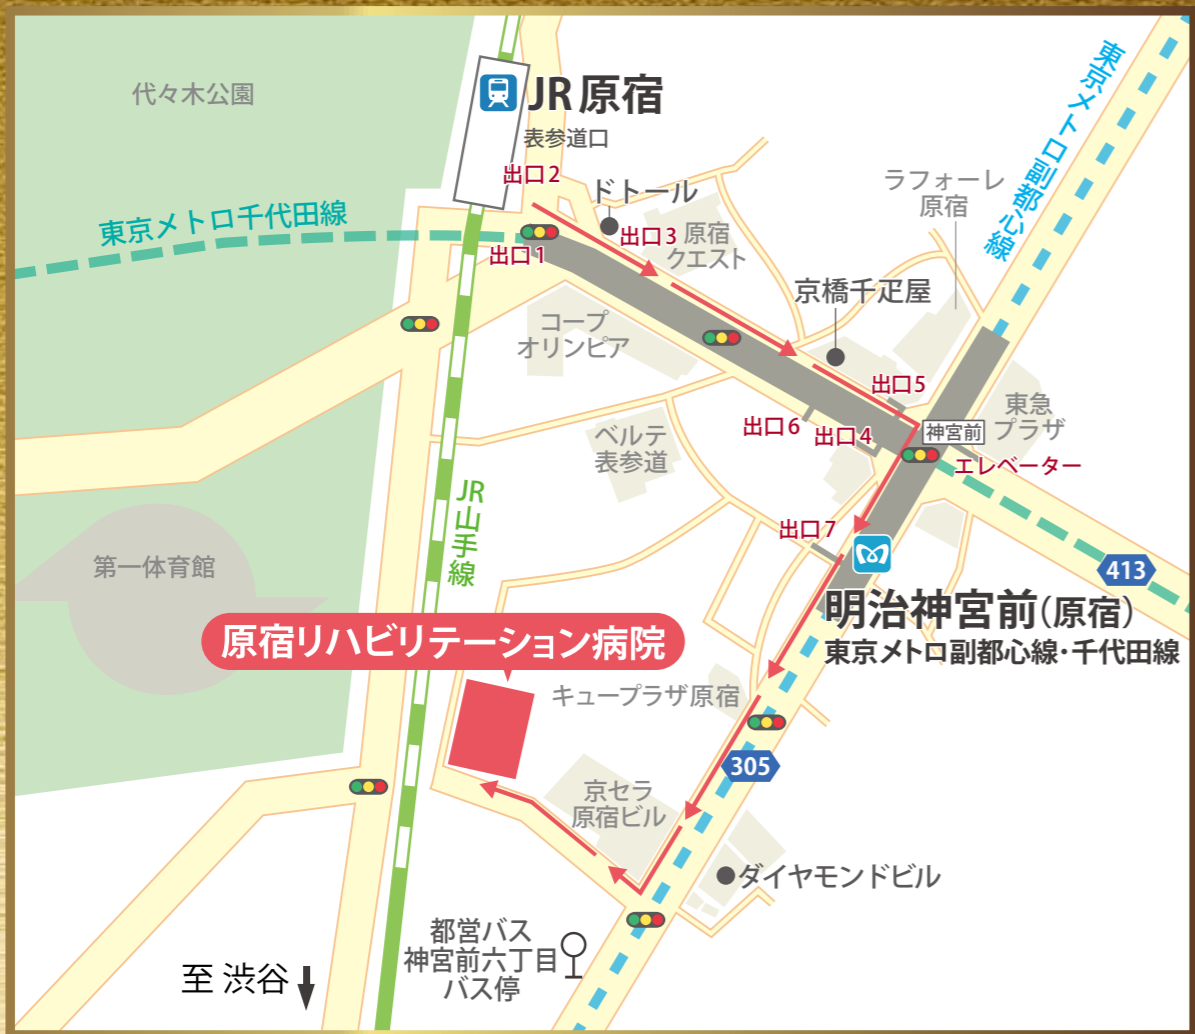 代々木公園
JR 原宿
表参道口
出口2
東京メトロ千代田線
出口1
ドトール
出口3
原宿
クエスト
ラフォーレ
原宿
東京メトロ副都心線
京橋千疋屋
コープ
オリンピア
出口5
東急
プラザ
出口6
出口4
神宮前
エレベーター
ベルテ
表参道
JR山手線
出口7
第一体育館
413
明治神宮前(原宿)
東京メトロ副都心線・千代田線
原宿リハビリテーション病院
キュープラザ原宿
305
京セラ
原宿ビル
ダイヤモンドビル
都営バス
神宮前六丁目
バス停
至 渋谷